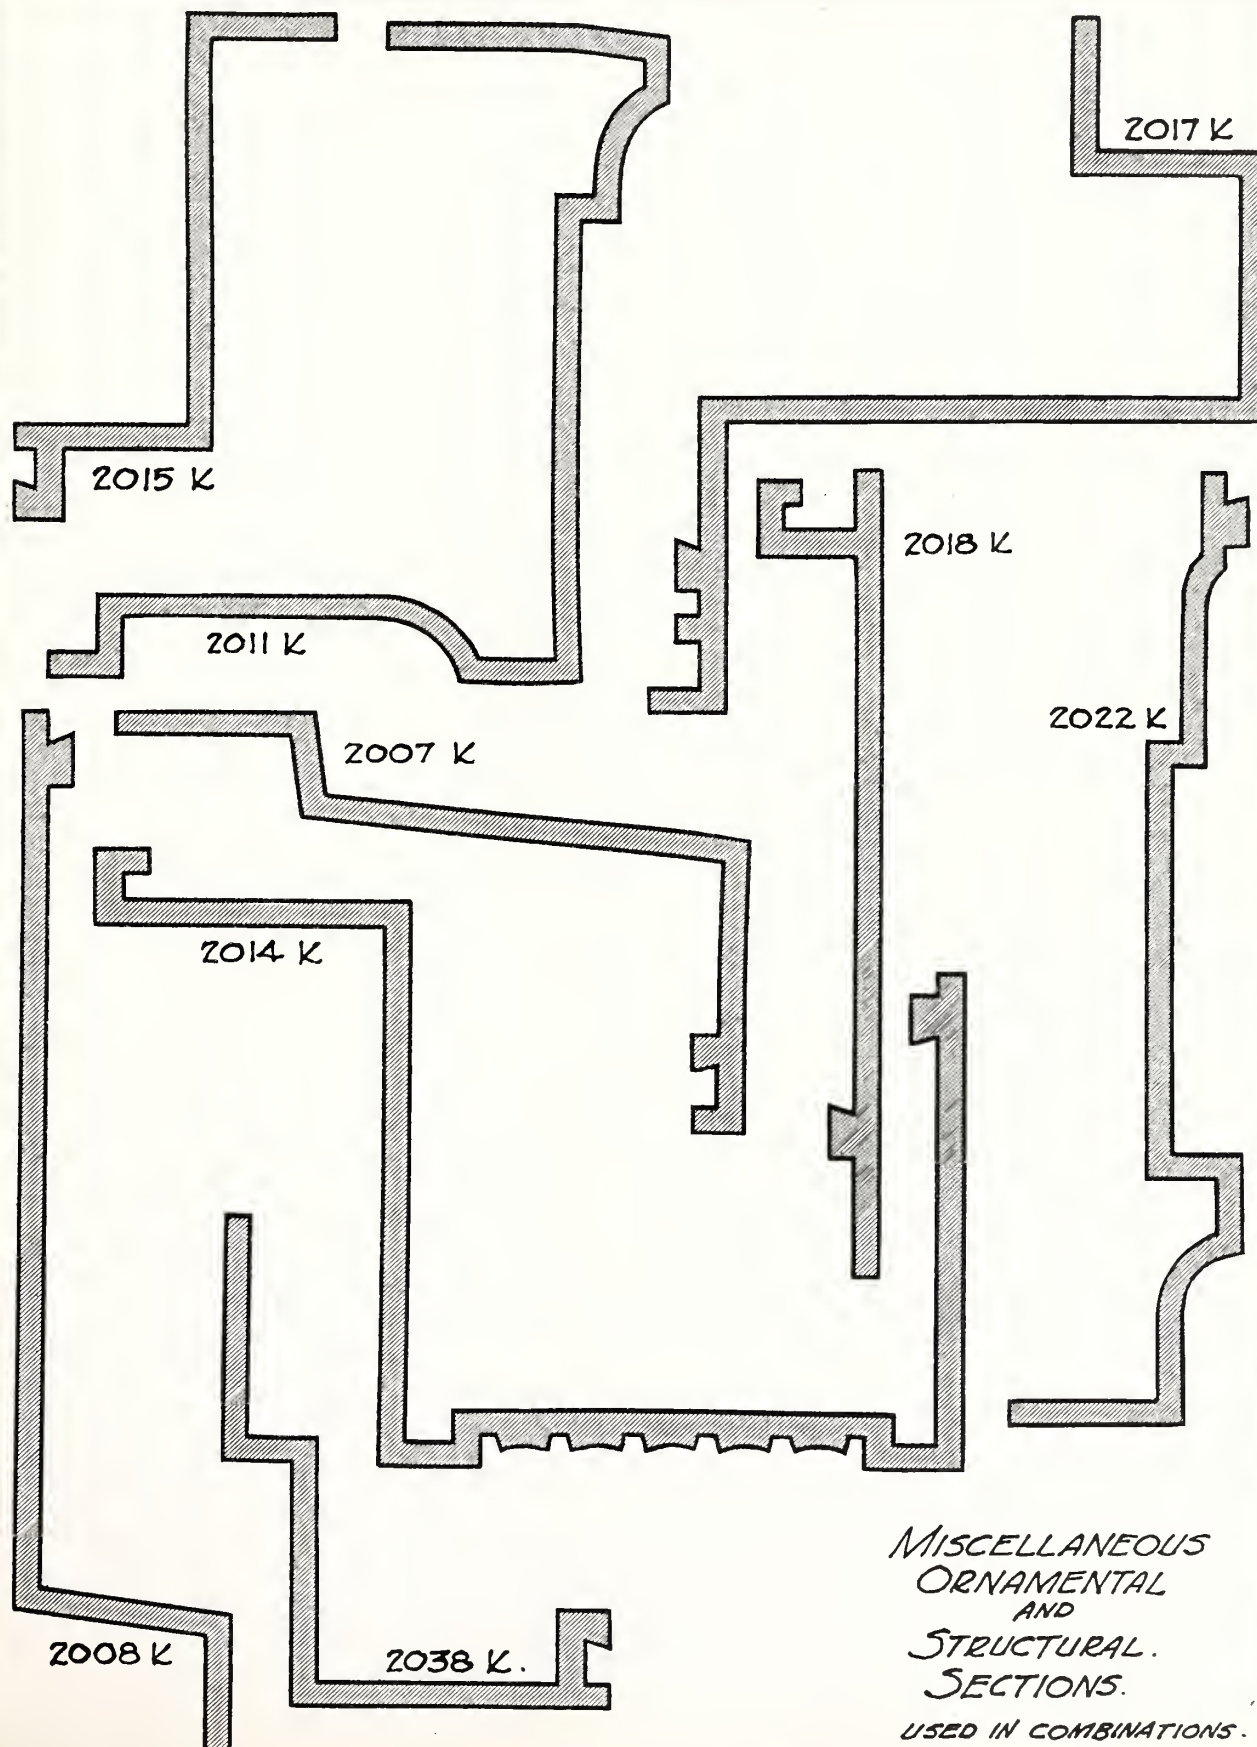 2017 K
2015 K
2018 K
2011 K
2022 K
2007 K
2014 K
2008 K
2038 K.
MISCELLANEOUS
ORNAMENTAL
AND
STRUCTURAL.
SECTIONS.
USED IN COMBINATIONS.